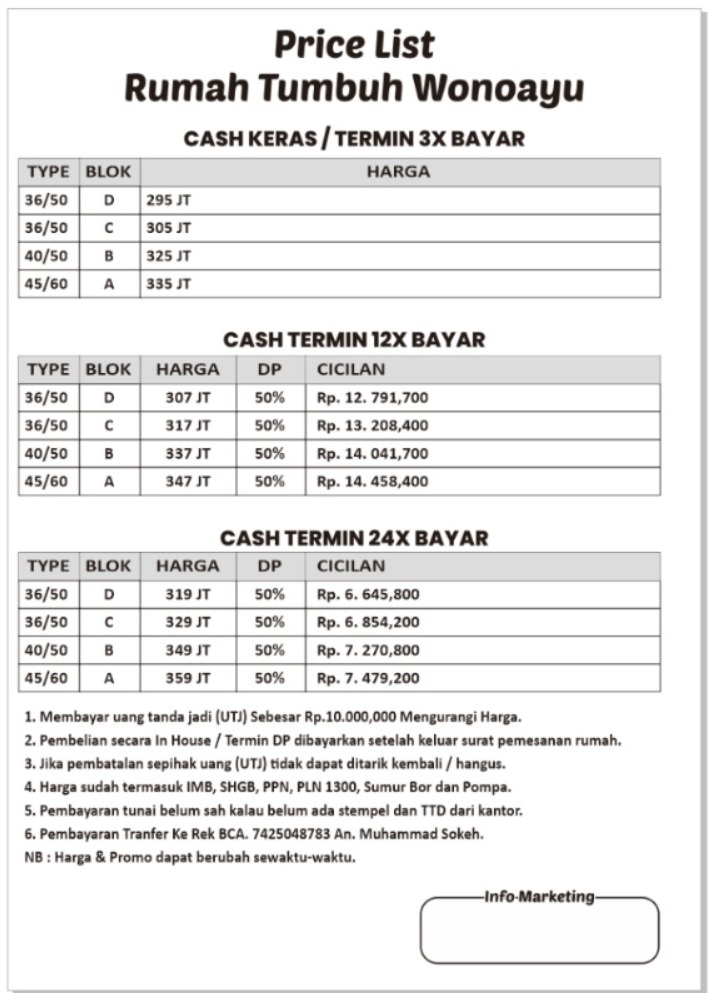 Price List
Rumah Tumbuh Wonoayu
CASH KERAS / TERMIN 3X BAYAR
TYPE BLOK HARGA
36/50 D 295 JT
36/50 C 305 JT
40/50 B 325 JT
45/60 A 335 JT
CASH TERMIN 12X BAYAR
TYPE BLOK HARGA DP CICILAN
36/50 D 307 JT 50% Rp. 12. 791,700
36/50 C 317 JT 50% Rp. 13. 208,400
40/50 B 337 JT 50% Rp. 14. 041,700
45/60 A 347 JT 50% Rp. 14. 458,400
CASH TERMIN 24X BAYAR
TYPE BLOK HARGA DP CICILAN
36/50 D 319 JT 50% Rp. 6. 645,800
36/50 C 329 JT 50% Rp. 6. 854,200
40/50 B 349 JT 50% Rp. 7. 270,800
45/60 A 359 JT 50% Rp. 7. 479,200
1. Membayar uang tanda jadi (UTJ) Sebesar Rp.10.000,000 Mengurangi Harga.
2. Pembelian secara In House / Termin DP dibayarkan setelah keluar surat pemesanan rumah.
3. Jika pembatalan sepihak uang (UTJ) tidak dapat ditarik kembali / hangus.
4. Harga sudah termasuk IMB, SHGB, PPN, PLN 1300, Sumur Bor dan Pompa.
5. Pembayaran tunai belum sah kalau belum ada stempel dan TTD dari kantor.
6. Pembayaran Tranfer Ke Rek BCA. 7425048783 An. Muhammad Sokeh.
NB : Harga & Promo dapat berubah sewaktu-waktu.
Info Marketing